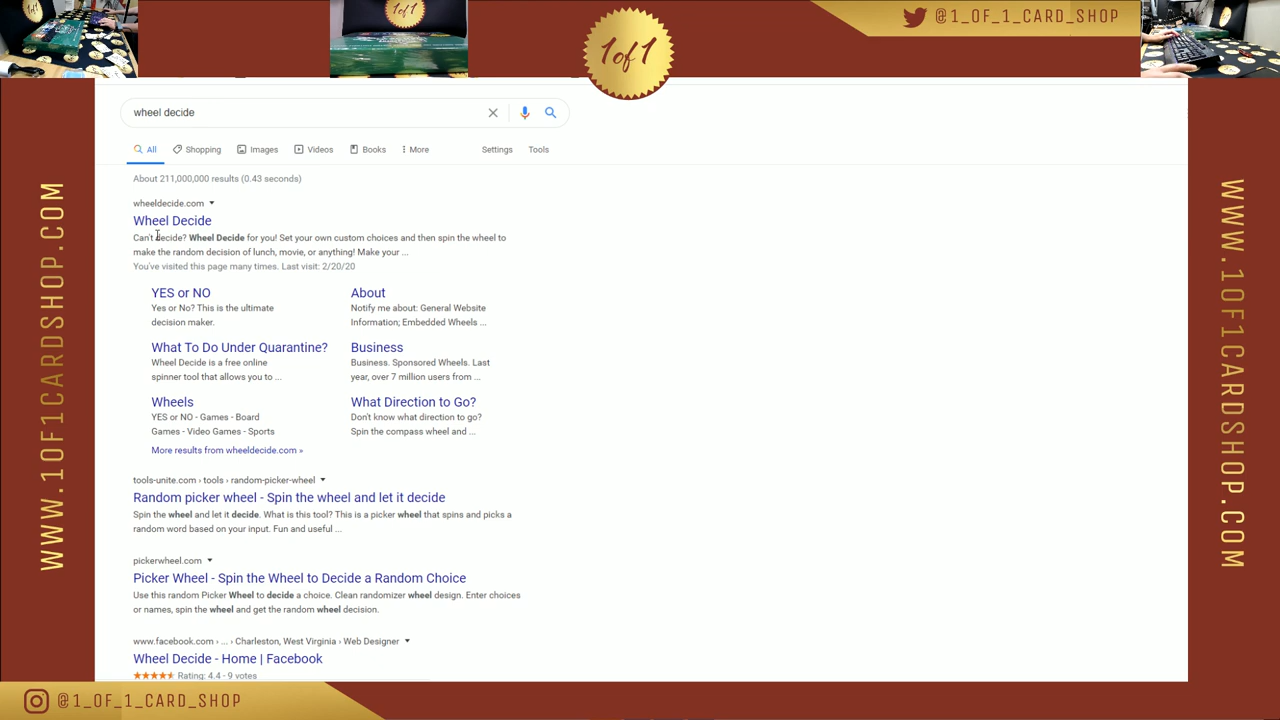 1of1
1of1
@1_OF_1_CARD_SHOP
wheel decide
All
Shopping
Images
Videos
Books
More
Settings
Tools
About 211,000,000 results (0.43 seconds)
wheeldecide.com
Wheel Decide
Can't decide? Wheel Decide for you! Set your own custom choices and then spin the wheel to
make the random decision of lunch, movie, or anything! Make your ...
You've visited this page many times. Last visit: 2/20/20
YES or NO
Yes or No? This is the ultimate
decision maker.
About
Notify me about: General Website
Information; Embedded Wheels ...
What To Do Under Quarantine?
Wheel Decide is a free online
spinner tool that allows you to ...
Business
Business. Sponsored Wheels. Last
year, over 7 million users from ...
Wheels
YES or NO - Games - Board
Games - Video Games - Sports
What Direction to Go?
Don't know what direction to go?
Spin the compass wheel and ...
More results from wheeldecide.com »
tools-unite.com › tools › random-picker-wheel
Random picker wheel - Spin the wheel and let it decide
Spin the wheel and let it decide. What is this tool? This is a picker wheel that spins and picks a
random word based on your input. Fun and useful ...
pickerwheel.com
Picker Wheel - Spin the Wheel to Decide a Random Choice
Use this random Picker Wheel to decide a choice. Clean randomizer wheel design. Enter choices
or names, spin the wheel and get the random wheel decision.
www.facebook.com › ... › Charleston, West Virginia › Web Designer
Wheel Decide - Home | Facebook
Rating: 4.4 - 9 votes
WWW.1OF1CARDSHOP.COM
WWW.1OF1CARDSHOP.COM
@1_OF_1_CARD_SHOP